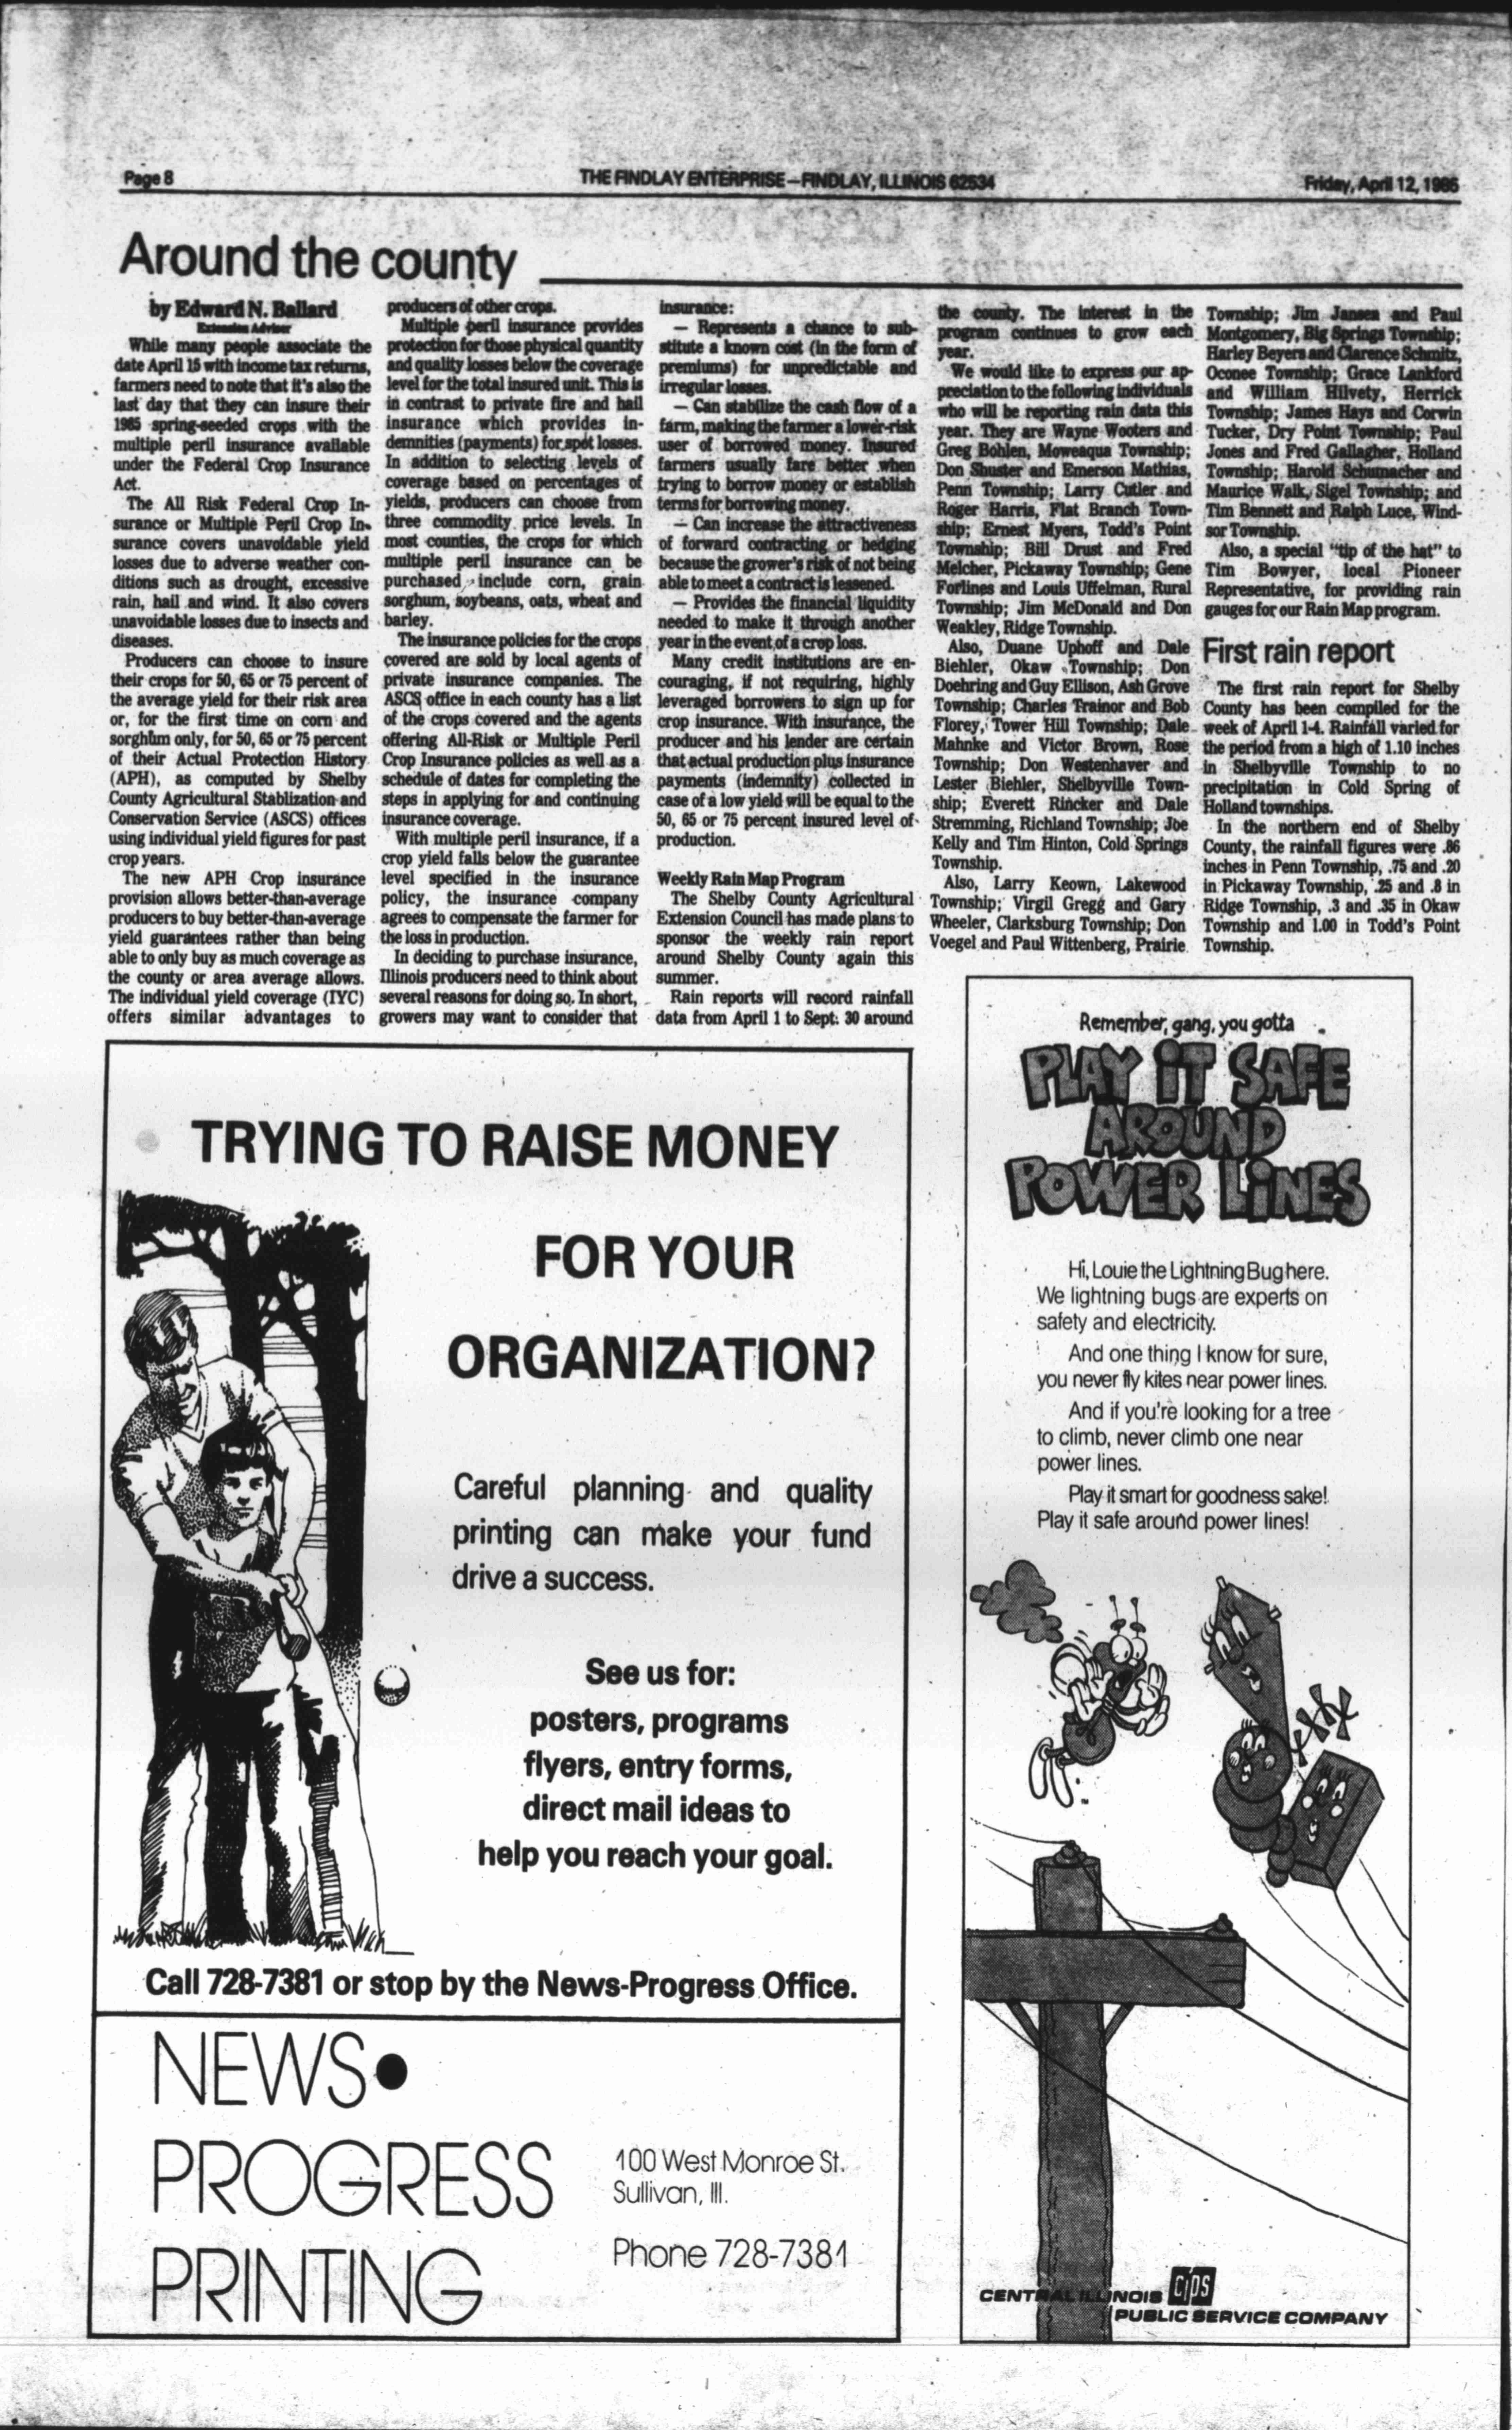 Page 8
THE FINDLAY ENTERPRISE—FINDLAY, ILLINOIS 62534
Friday, April 12, 1985
Around the county
by Edward N. Ballard
Extension Adviser
While many people associate the
date April 15 with income tax returns,
farmers need to note that it's also the
last day that they can insure their
1985 spring-seeded crops with the
multiple peril insurance available
under the Federal Crop Insurance
Act.
The All Risk Federal Crop In-
surance or Multiple Peril Crop In-
surance covers unavoidable yield
losses due to adverse weather con-
ditions such as drought, excessive
rain, hail and wind. It also covers
unavoidable losses due to insects and
diseases.
Producers can choose to insure
their crops for 50, 65 or 75 percent of
the average yield for their risk area
or, for the first time on corn and
sorghum only, for 50, 65 or 75 percent
of their Actual Protection History
(APH), as computed by Shelby
County Agricultural Stablization and
Conservation Service (ASCS) offices
using individual yield figures for past
crop years.
The new APH Crop insurance
provision allows better-than-average
producers to buy better-than-average
yield guarantees rather than being
able to only buy as much coverage as
the county or area average allows.
The individual yield coverage (IYC)
offers similar advantages to
producers of other crops.
Multiple peril insurance provides
protection for those physical quantity
and quality losses below the coverage
level for the total insured unit. This is
in contrast to private fire and hail
insurance which provides in-
demnities (payments) for spot losses.
In addition to selecting levels of
coverage based on percentages of
yields, producers can choose from
three commodity price levels. In
most counties, the crops for which
multiple peril insurance can be
purchased include corn, grain
sorghum, soybeans, oats, wheat and
barley.
The insurance policies for the crops
covered are sold by local agents of
private insurance companies. The
ASCS office in each county has a list
of the crops covered and the agents
offering All-Risk or Multiple Peril
Crop Insurance policies as well as a
schedule of dates for completing the
steps in applying for and continuing
insurance coverage.
With multiple peril insurance, if a
crop yield falls below the guarantee
level specified in the insurance
policy, the insurance company
agrees to compensate the farmer for
the loss in production.
In deciding to purchase insurance,
Illinois producers need to think about
several reasons for doing so. In short,
growers may want to consider that
insurance:
— Represents a chance to sub-
stitute a known cost (in the form of
premiums) for unpredictable and
irregular losses.
— Can stabilize the cash flow of a
farm, making the farmer a lower-risk
user of borrowed money. Insured
farmers usually fare better when
trying to borrow money or establish
terms for borrowing money.
— Can increase the attractiveness
of forward contracting or hedging
because the grower's risk of not being
able to meet a contract is lessened.
— Provides the financial liquidity
needed to make it through another
year in the event of a crop loss.
Many credit institutions are en-
couraging, if not requiring, highly
leveraged borrowers to sign up for
crop insurance. With insurance, the
producer and his lender are certain
that actual production plus insurance
payments (indemnity) collected in
case of a low yield will be equal to the
50, 65 or 75 percent insured level of
production.
Weekly Rain Map Program
The Shelby County Agricultural
Extension Council has made plans to
sponsor the weekly rain report
around Shelby County again this
summer.
Rain reports will record rainfall
data from April 1 to Sept. 30 around
the county. The interest in the
program continues to grow each
year.
We would like to express our ap-
preciation to the following individuals
who will be reporting rain data this
year. They are Wayne Wooters and
Greg Bohlen, Moweaqua Township;
Don Shuster and Emerson Mathias,
Penn Township; Larry Cutler and
Roger Harris, Flat Branch Town-
ship; Ernest Myers, Todd's Point
Township; Bill Drust and Fred
Melcher, Pickaway Township; Gene
Forlines and Louis Uffelman, Rural
Township; Jim McDonald and Don
Weakley, Ridge Township.
Also, Duane Uphoff and Dale
Biehler, Okaw Township; Don
Doehring and Guy Ellison, Ash Grove
Township; Charles Trainor and Bob
Florey, Tower Hill Township; Dale
Mahnke and Victor Brown, Rose
Township; Don Westenhaver and
Lester Biehler, Shelbyville Town-
ship; Everett Rincker and Dale
Stremming, Richland Township; Joe
Kelly and Tim Hinton, Cold Springs
Township.
Also, Larry Keown, Lakewood
Township; Virgil Gregg and Gary
Wheeler, Clarksburg Township; Don
Voegel and Paul Wittenberg, Prairie
Township; Jim Jansen and Paul
Montgomery, Big Springs Township;
Harley Beyers and Clarence Schmitz,
Oconee Township; Grace Lankford
and William Hilvety, Herrick
Township; James Hays and Corwin
Tucker, Dry Point Township; Paul
Jones and Fred Gallagher, Holland
Township; Harold Schumacher and
Maurice Walk, Sigel Township; and
Tim Bennett and Ralph Luce, Wind-
sor Township.
Also, a special "tip of the hat" to
Tim Bowyer, local Pioneer
Representative, for providing rain
gauges for our Rain Map program.
First rain report
The first rain report for Shelby
County has been compiled for the
week of April 1-4. Rainfall varied for
the period from a high of 1.10 inches
in Shelbyville Township to no
precipitation in Cold Spring of
Holland townships.
In the northern end of Shelby
County, the rainfall figures were .86
inches in Penn Township, .75 and .20
in Pickaway Township, .25 and .8 in
Ridge Township, .3 and .35 in Okaw
Township and 1.00 in Todd's Point
Township.
TRYING TO RAISE MONEY
FOR YOUR
ORGANIZATION?
Careful planning and quality
printing can make your fund
drive a success.
See us for:
posters, programs
flyers, entry forms,
direct mail ideas to
help you reach your goal.
Call 728-7381 or stop by the News-Progress Office.
NEWS•
PROGRESS
PRINTING
100 West Monroe St.
Sullivan, Ill.
Phone 728-7381
Remember, gang, you gotta
PLAY IT SAFE
AROUND
POWER LINES
Hi, Louie the Lightning Bug here.
We lightning bugs are experts on
safety and electricity.
And one thing I know for sure,
you never fly kites near power lines.
And if you're looking for a tree
to climb, never climb one near
power lines.
Play it smart for goodness sake!
Play it safe around power lines!
TM
CENTRAL ILLINOIS CIPS
PUBLIC SERVICE COMPANY